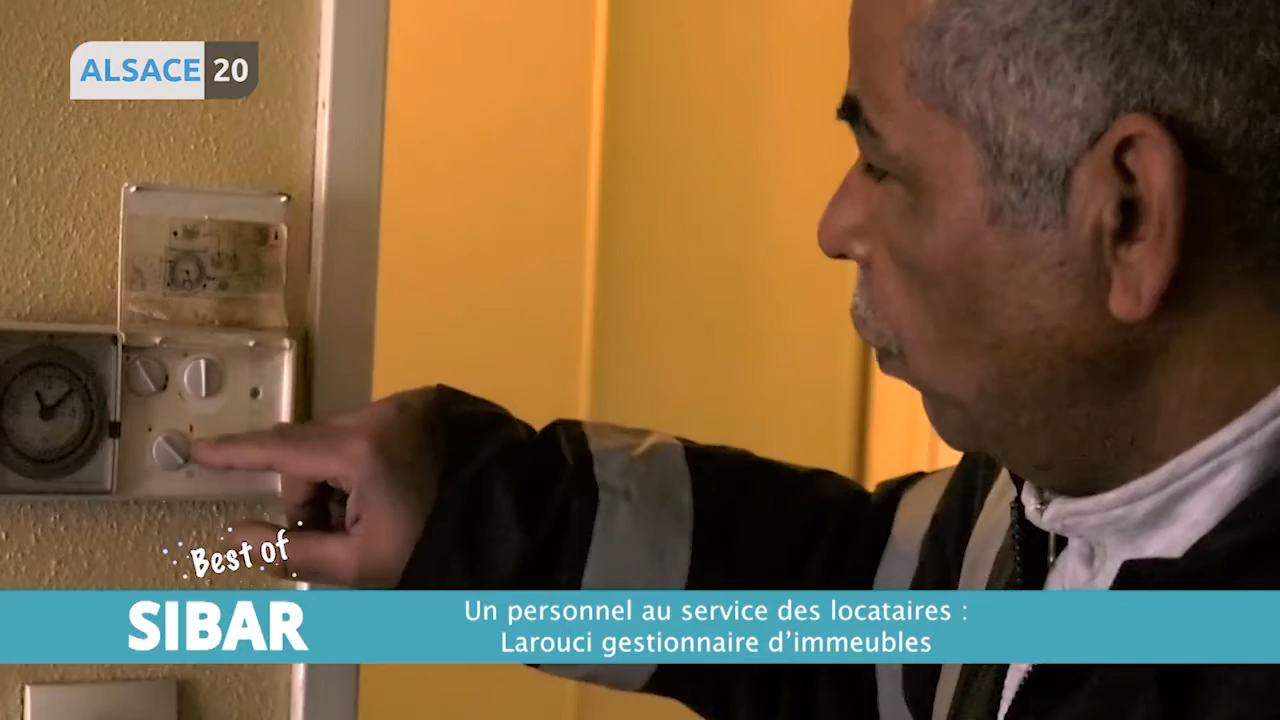 ALSACE 20
Best of
SIBAR
Un personnel au service des locataires :
Larouci gestionnaire d'immeubles